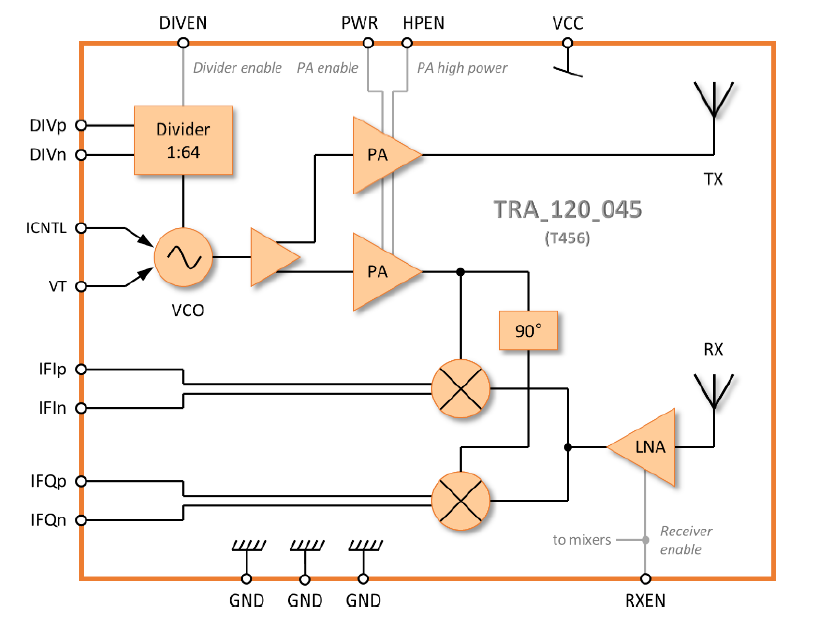 DIVEN
PWR
HPEN
VCC
Divider enable
PA enable
PA high power
DIVp
DIVn
Divider
1:64
PA
TX
TRA_120_045
(T456)
ICNTL
VT
VCO
PA
90°
IFIp
IFIn
RX
LNA
IFQp
IFQn
to mixers
Receiver
enable
GND
GND
GND
RXEN